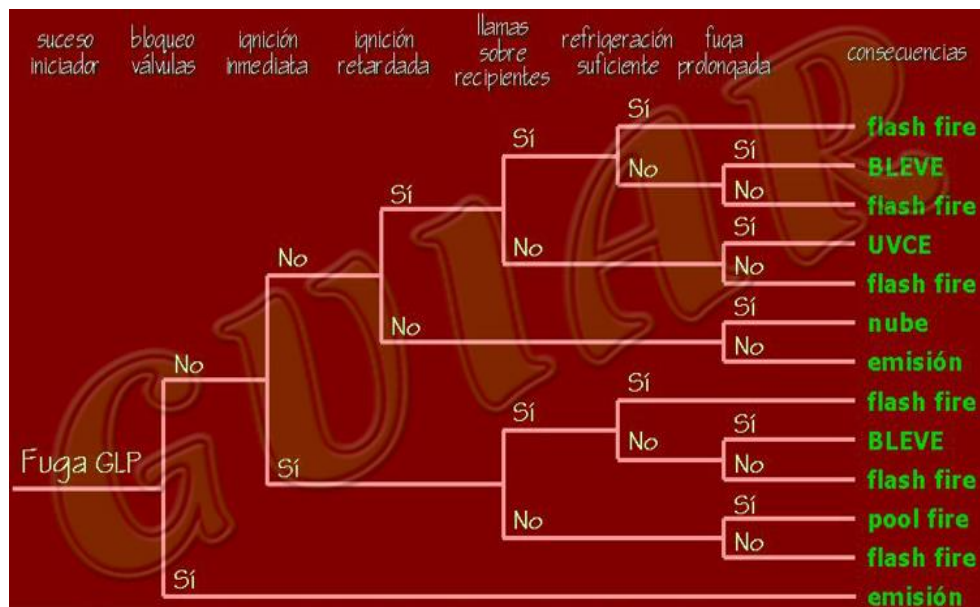 suceso iniciador
bloqueo válvulas
ignición inmediata
ignición retardada
llamas sobre recipientes
refrigeración suficiente
fuga prolongada
consecuencias
Sí
flash fire
Sí
No
Sí
BLEVE
No
flash fire
Sí
Sí
UVCE
No
No
flash fire
No
Sí
nube
No
No
emisión
No
Sí
flash fire
Sí
No
Sí
BLEVE
Fuga GLP
Sí
No
flash fire
No
Sí
pool fire
No
flash fire
Sí
emisión
GUIAR